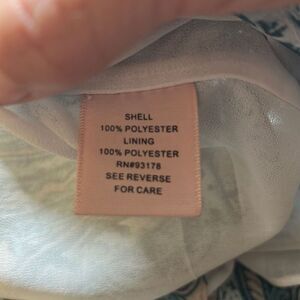 SHELL
100% POLYESTER
LINING
100% POLYESTER
RN#93178
SEE REVERSE
FOR CARE